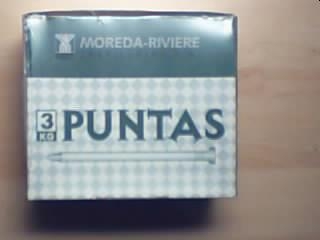 MOREDA-RIVIERE
3
KG
PUNTAS